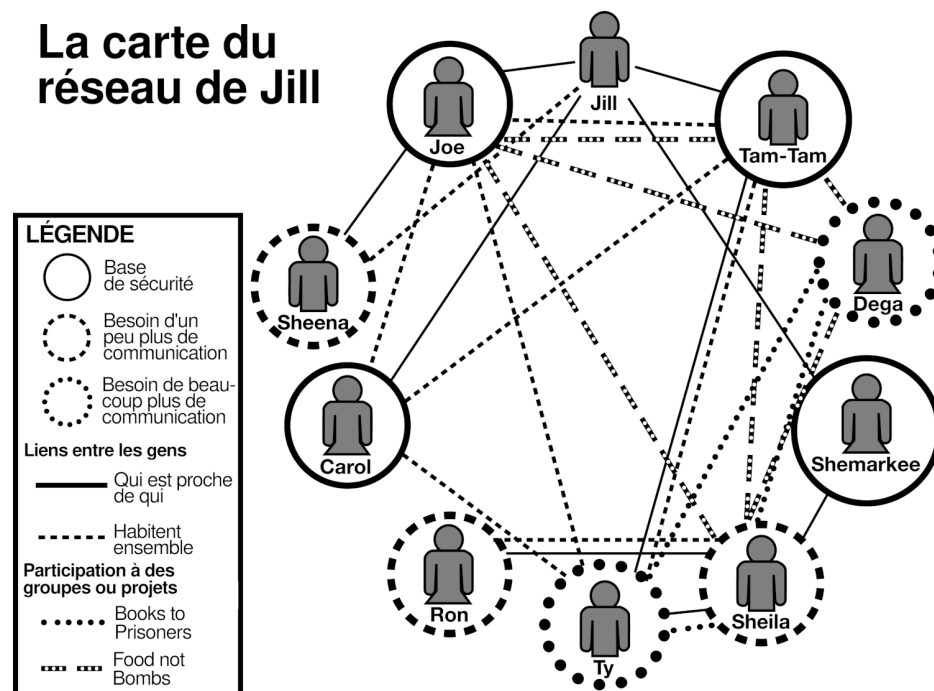 La carte du
réseau de Jill
Jill
Joe
Tam-Tam
Sheena
Dega
Carol
Shemarkee
Ron
Ty
Sheila
LÉGENDE
Base
de sécurité
Besoin d'un
peu plus de
communication
Besoin de beau-
coup plus de
communication
Liens entre les gens
Qui est proche
de qui
Habitent
ensemble
Participation à des
groupes ou projets
Books to
Prisoners
Food not
Bombs